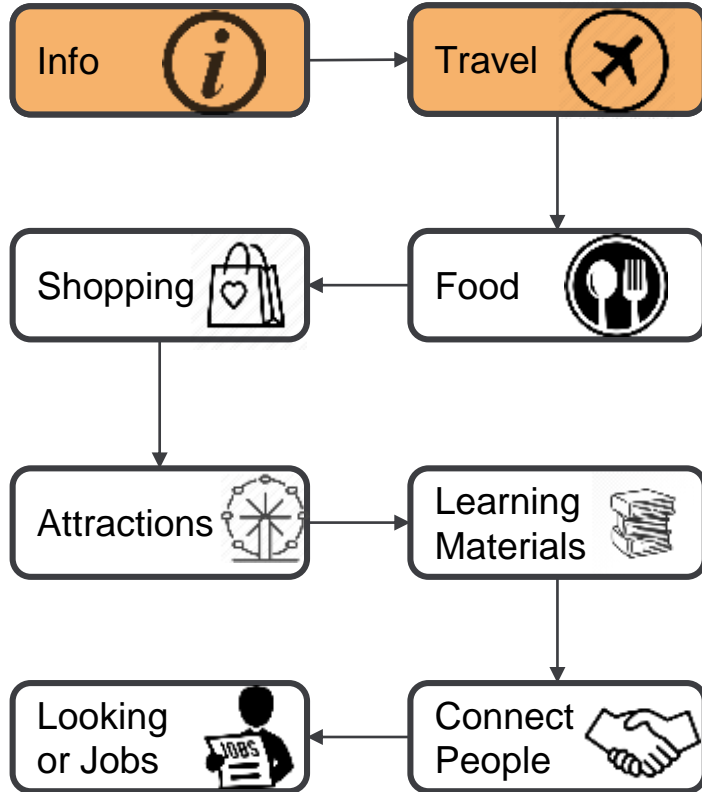 Info
Travel
Shopping
Food
Attractions
Learning
Materials
Looking
or Jobs
JOBS
Connect
People